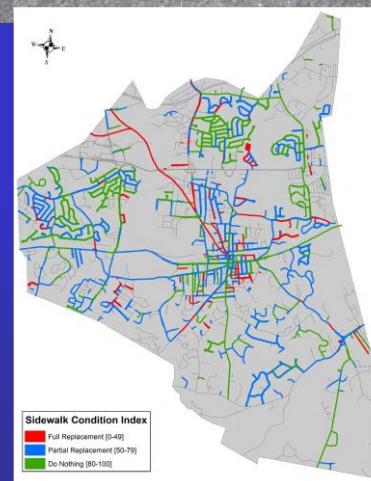 N
W E
S
Sidewalk Condition Index
Full Replacement [0-49]
Partial Replacement [50-79]
Do Nothing [80-100]